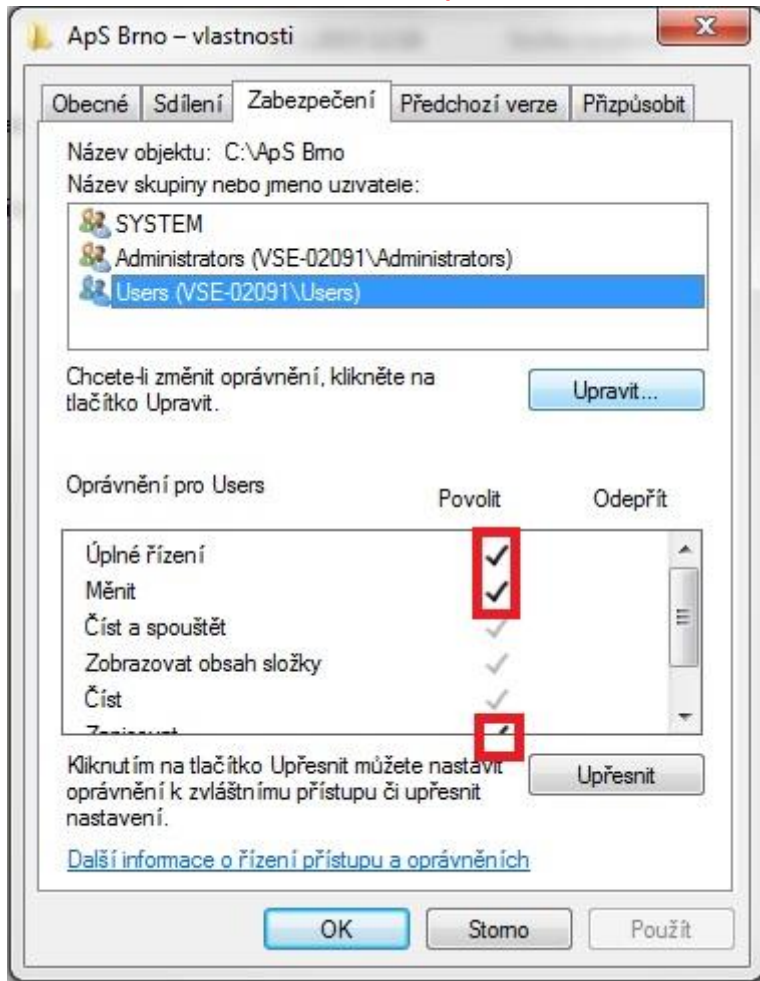 ApS Brno – vlastnosti
Obecné Sdílení Zabezpečení Předchozí verze Přizpůsobit
Název objektu: C:\ApS Brno
Název skupiny nebo jmeno uzivatele:
SYSTEM
Administrators (VSE-02091\Administrators)
Users (VSE-02091\Users)
Chcete-li změnit oprávnění, klikněte na
tlačítko Upravit.
Upravit...
Oprávnění pro Users Povolit Odepřít
Úplné řízení
Měnit
Číst a spouštět
Zobrazovat obsah složky
Číst
Zapisovat
Kliknutím na tlačítko Upřesnit můžete nastavit
oprávnění k zvláštnímu přístupu či upřesnit
nastavení.
Upřesnit
Další informace o řízení přístupu a oprávněních
OK Storno Použít